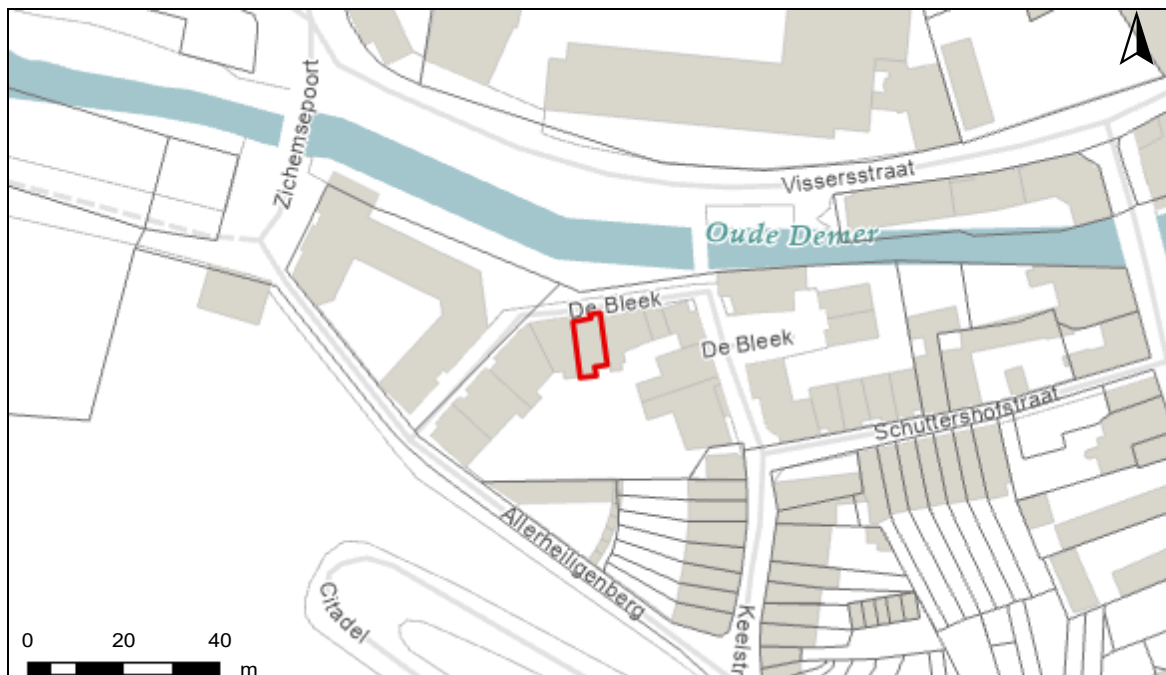 Zichemsepoort
Vissersstraat
Oude Demer
De Bleek
De Bleek
Schuttershofstraat
Allerheiligenberg
Citadel
Keelstr
0 20 40
m